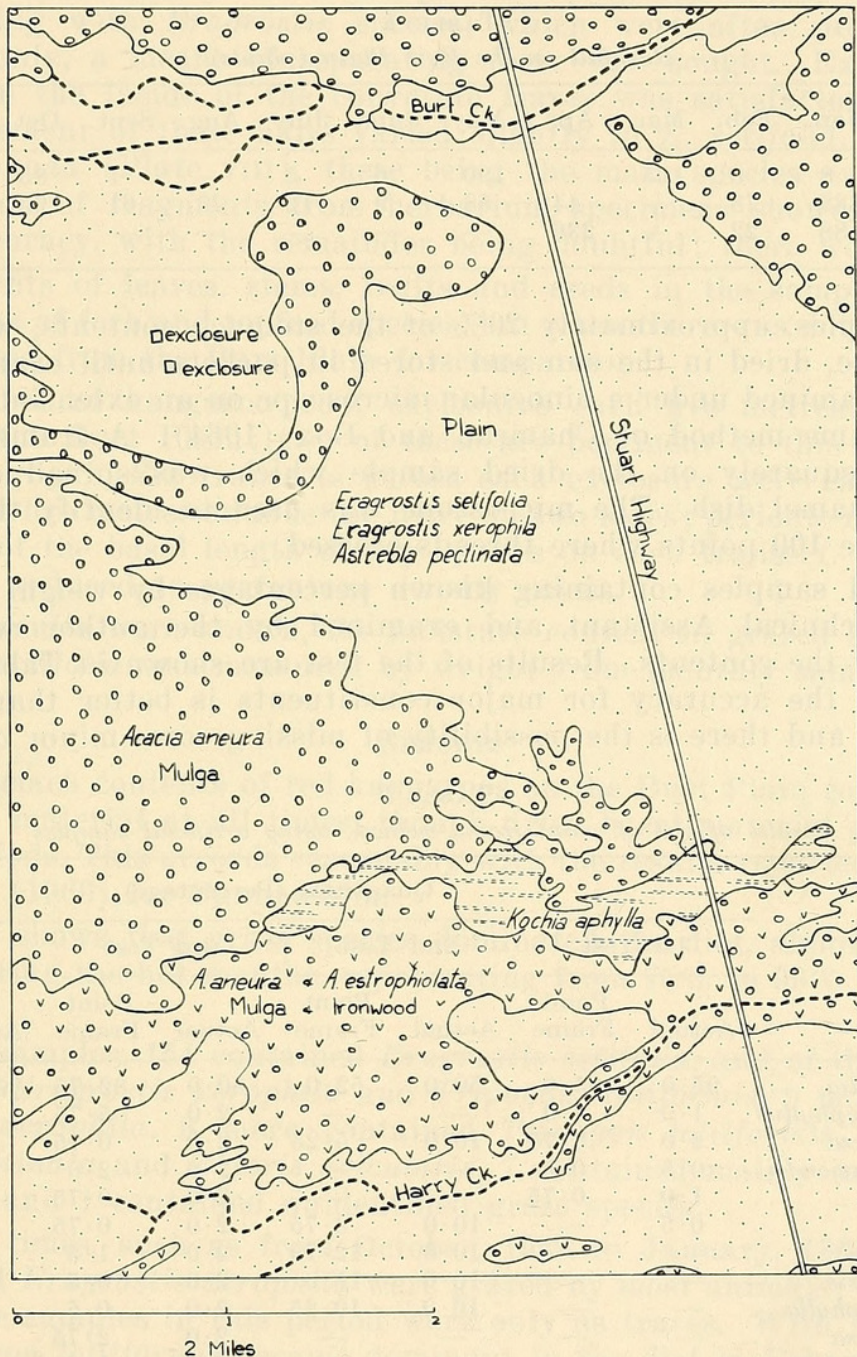 Burt Ck.
exclosure
exclosure
Plain
Stuart Highway
Eragrostis setifolia
Eragrostis xerophila
Astrebla pectinata
Acacia aneura
Mulga
Kochia aphylla
A.aneura & A.estrophiolata
Mulga & Ironwood
Harry Ck.
1 2
2 Miles